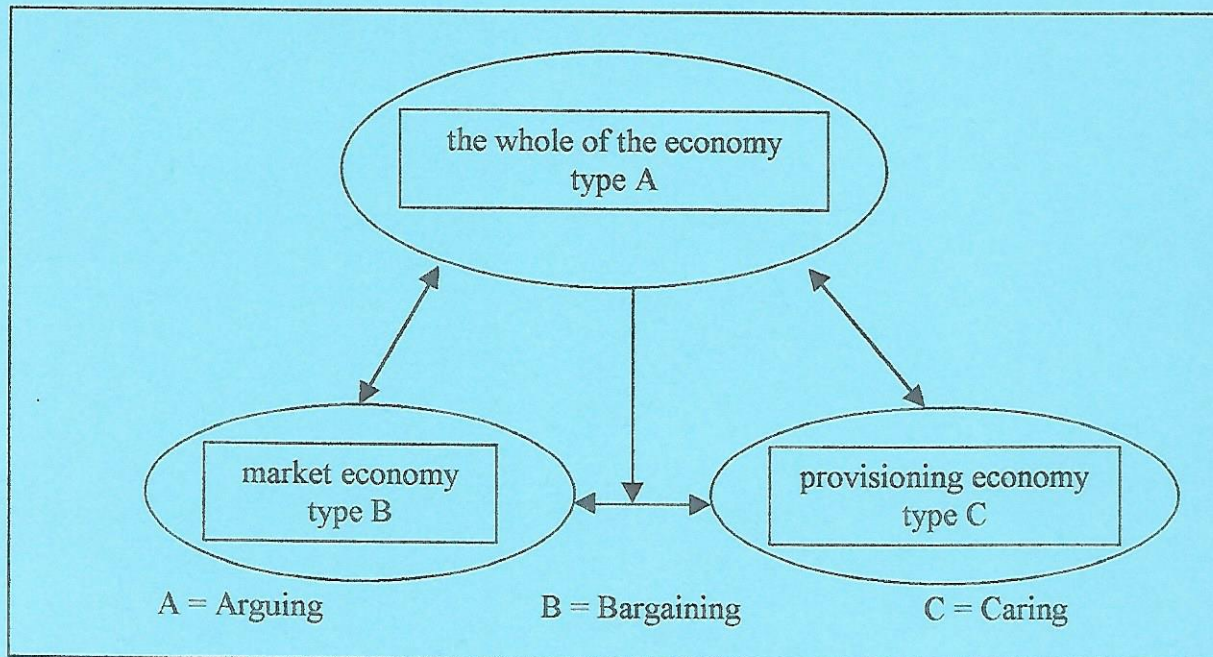 the whole of the economy
type A
market economy
type B
provisioning economy
type C
A = Arguing
B = Bargaining
C = Caring